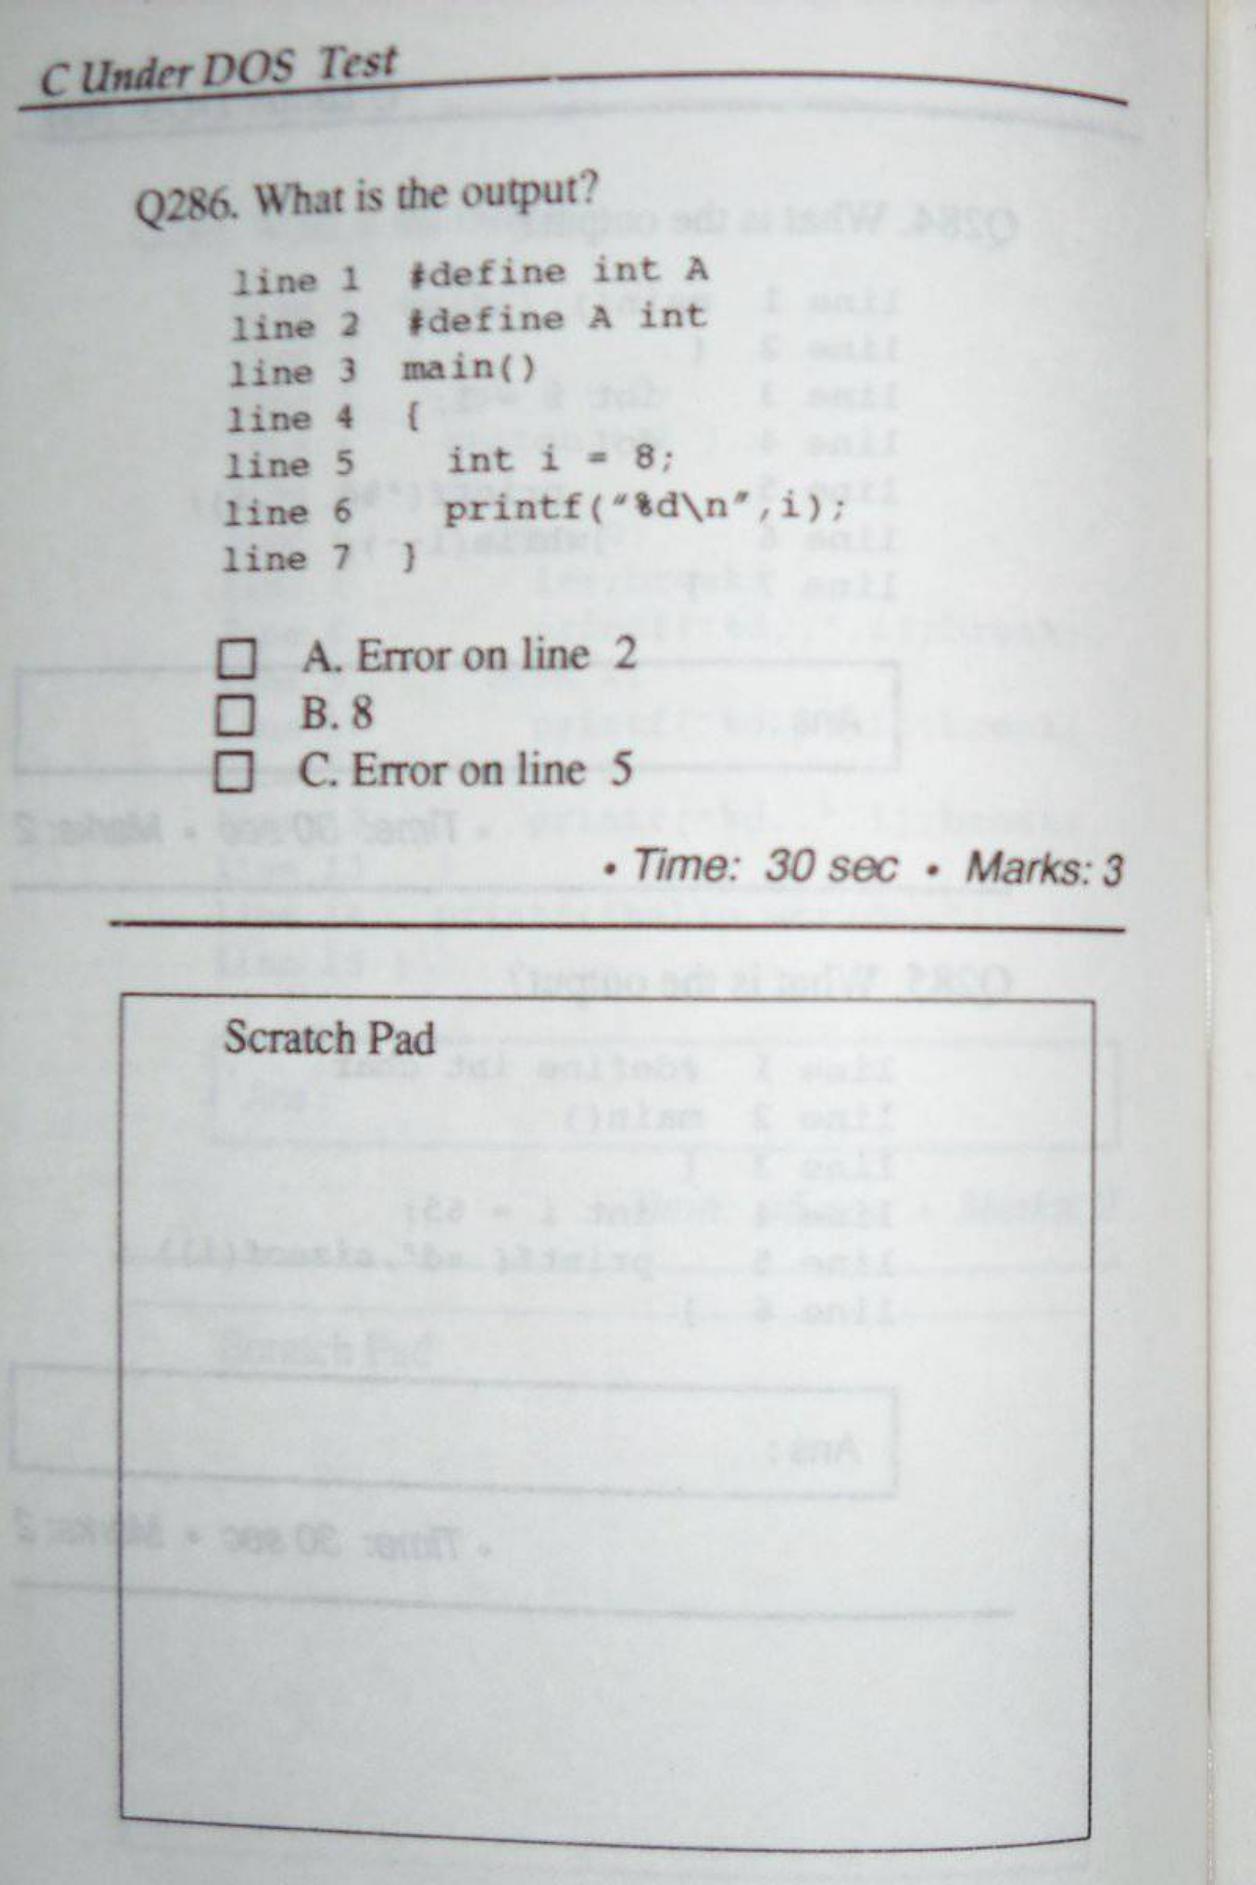 C Under DOS Test
Q286. What is the output?
line 1 #define int A
line 2 #define A int
line 3 main()
line 4 {
line 5 int i = 8;
line 6 printf("%d\n",i);
line 7 }
A. Error on line 2
B. 8
C. Error on line 5
• Time: 30 sec • Marks: 3
Scratch Pad